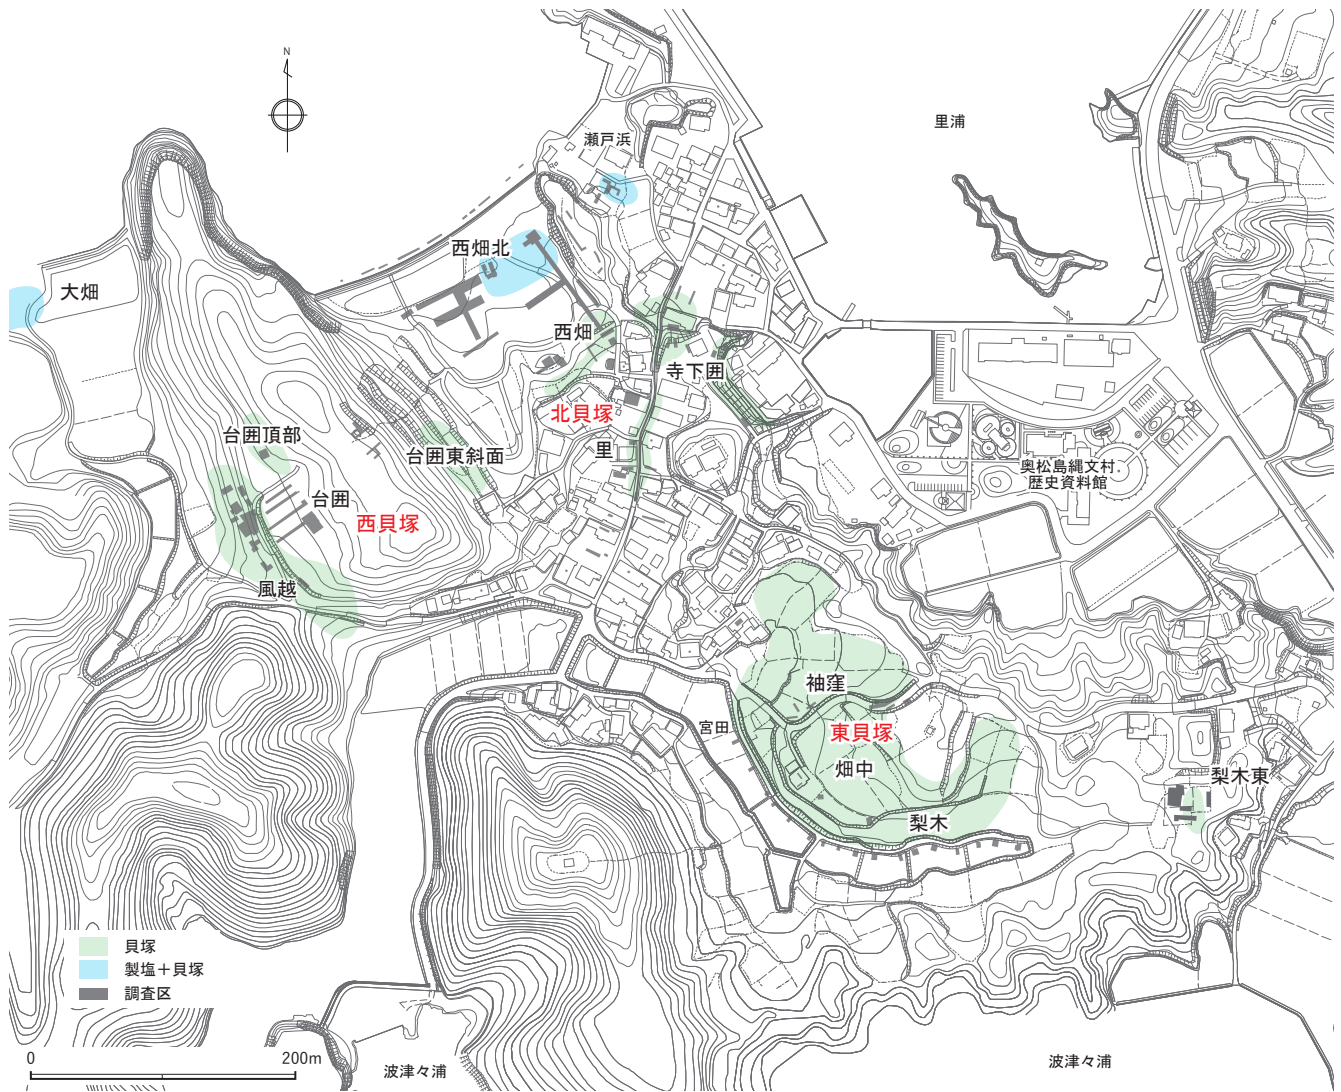 N
瀬戸浜
里浦
西畑北
大畑
西畑
寺下囲
北貝塚
台囲頂部
里
台囲東斜面
奥松島縄文村
歴史資料館
台囲
西貝塚
風越
袖窪
宮田
東貝塚
畑中
梨木東
梨木
貝塚
製塩＋貝塚
調査区
0
200m
波津々浦
波津々浦